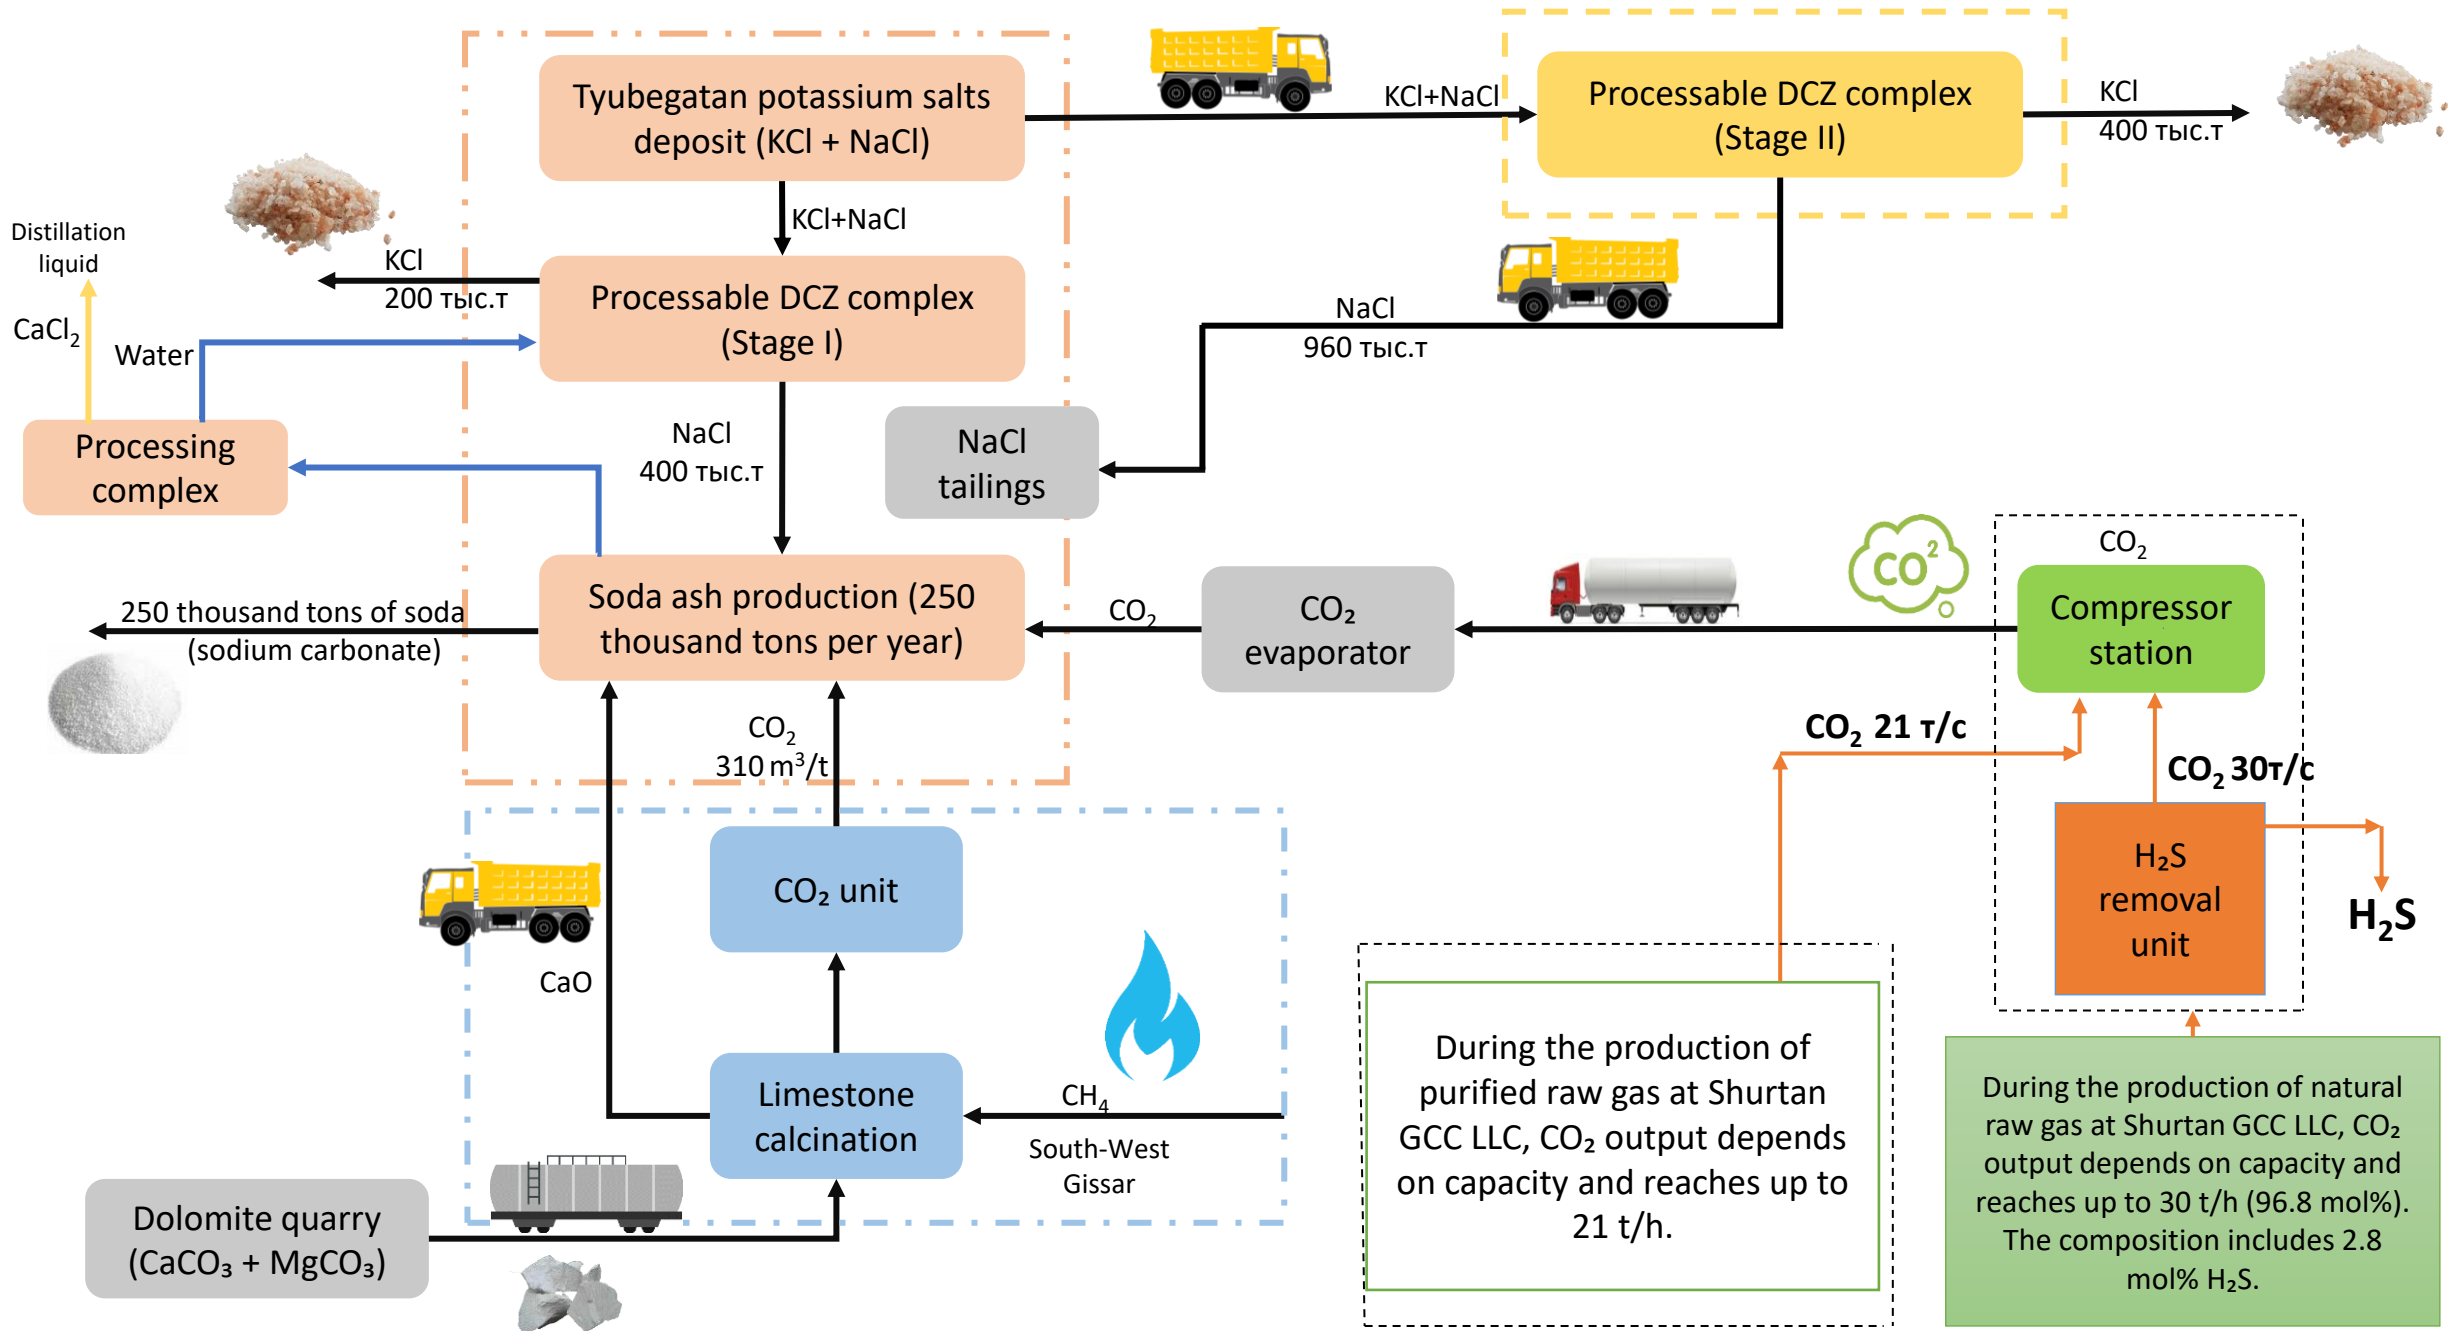 Tyubegatan potassium salts
deposit (KCl + NaCl)
KCl+NaCl
Processable DCZ complex
(Stage II)
KCl
400 тыс.т
KCl+NaCl
Distillation
liquid
KCl
200 тыс.т
Processable DCZ complex
(Stage I)
CaCl₂
Water
NaCl
960 тыс.т
Processing
complex
NaCl
400 тыс.т
NaCl
tailings
250 thousand tons of soda
(sodium carbonate)
Soda ash production (250
thousand tons per year)
CO₂
CO₂
evaporator
CO²
CO₂
Compressor
station
CO₂
310 m³/t
CO₂ 21 т/с
CO₂ 30т/с
CO₂ unit
H₂S
removal
unit
H₂S
CaO
Limestone
calcination
CH₄
South-West
Gissar
Dolomite quarry
(CaCO₃ + MgCO₃)
During the production of
purified raw gas at Shurtan
GCC LLC, CO₂ output depends
on capacity and reaches up to
21 t/h.
During the production of natural
raw gas at Shurtan GCC LLC, CO₂
output depends on capacity and
reaches up to 30 t/h (96.8 mol%).
The composition includes 2.8
mol% H₂S.